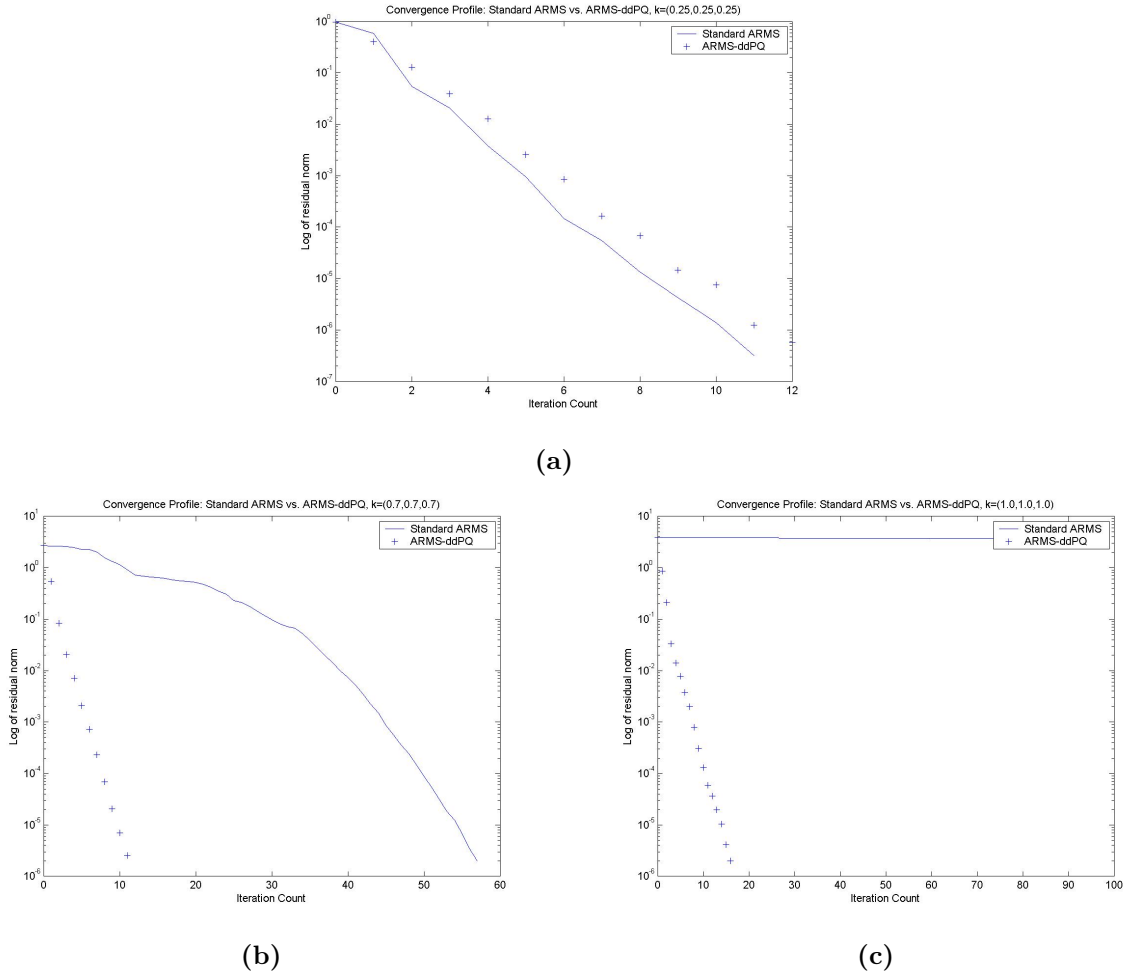 Convergence Profile: Standard ARMS vs. ARMS-ddPQ, k=(0.25,0.25,0.25)
Standard ARMS
ARMS-ddPQ
Log of residual norm
10^0
10^-1
10^-2
10^-3
10^-4
10^-5
10^-6
10^-7
0 2 4 6 8 10 12
Iteration Count
(a)
Convergence Profile: Standard ARMS vs. ARMS-ddPQ, k=(0.7,0.7,0.7)
Standard ARMS
ARMS-ddPQ
Log of residual norm
10^1
10^0
10^-1
10^-2
10^-3
10^-4
10^-5
10^-6
0 10 20 30 40 50 60
Iteration Count
(b)
Convergence Profile: Standard ARMS vs. ARMS-ddPQ, k=(1.0,1.0,1.0)
Standard ARMS
ARMS-ddPQ
Log of residual norm
10^1
10^0
10^-1
10^-2
10^-3
10^-4
10^-5
10^-6
0 10 20 30 40 50 60 70 80 90 100
Iteration Count
(c)